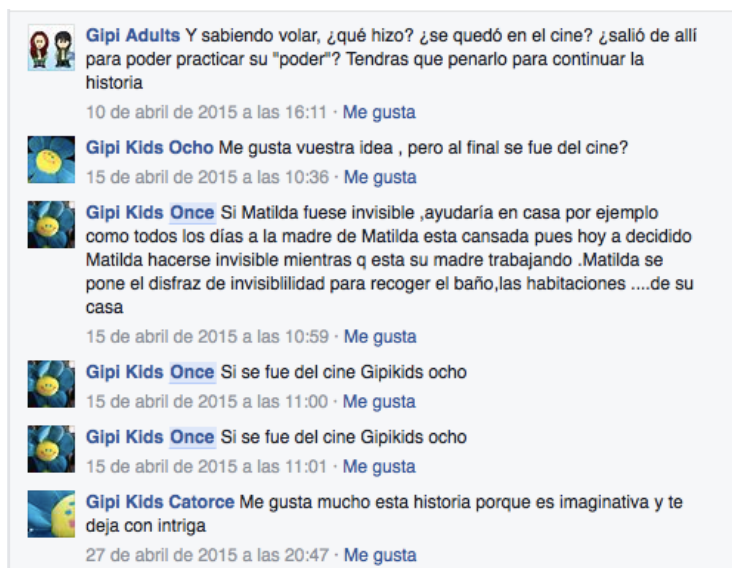 Gipi Adults Y sabiendo volar, ¿qué hizo? ¿se quedó en el cine? ¿salió de allí
para poder practicar su "poder"? Tendras que penarlo para continuar la
historia
10 de abril de 2015 a las 16:11 · Me gusta
Gipi Kids Ocho Me gusta vuestra idea , pero al final se fue del cine?
15 de abril de 2015 a las 10:36 · Me gusta
Gipi Kids Once Si Matilda fuese invisible ,ayudaría en casa por ejemplo
como todos los días a la madre de Matilda esta cansada pues hoy a decidido
Matilda hacerse invisible mientras q esta su madre trabajando .Matilda se
pone el disfraz de invisiblilidad para recoger el baño,las habitaciones ....de su
casa
15 de abril de 2015 a las 10:59 · Me gusta
Gipi Kids Once Si se fue del cine Gipikids ocho
15 de abril de 2015 a las 11:00 · Me gusta
Gipi Kids Once Si se fue del cine Gipikids ocho
15 de abril de 2015 a las 11:01 · Me gusta
Gipi Kids Catorce Me gusta mucho esta historia porque es imaginativa y te
deja con intriga
27 de abril de 2015 a las 20:47 · Me gusta